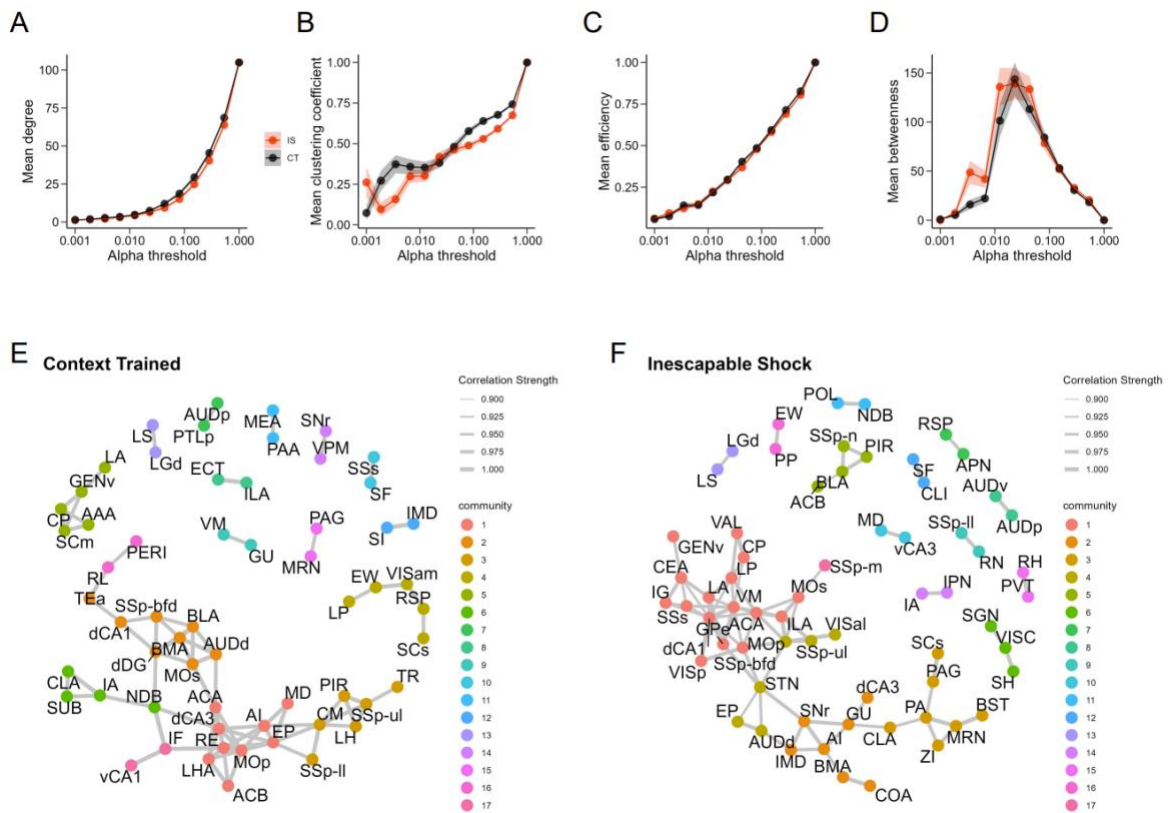 A
B
C
D
Mean degree
100
75
50
25
0
0.001
0.010
0.100
1.000
Alpha threshold
IS
CT
Mean clustering coefficient
1.00
0.75
0.50
0.25
0.00
0.001
0.010
0.100
1.000
Alpha threshold
Mean efficiency
1.00
0.75
0.50
0.25
0.001
0.010
0.100
1.000
Alpha threshold
Mean betweenness
150
100
50
0
0.001
0.010
0.100
1.000
Alpha threshold
E
Context Trained
AUDp
PTLp
MEA
PAA
SNr
VPM
LS
LGd
LA
GENv
CP
AAA
SCm
ECT
ILA
SSs
SF
VM
GU
PAG
MRN
IMD
SI
PERI
RL
TEa
EW
VISam
LP
RSP
SCs
SSp-bfd
BLA
dCA1
BMA
AUDd
dDG
MOs
CLA
IA
SUB
NDB
ACA
dCA3
MD
AI
PIR
TR
CM
SSp-ul
IF
RE
EP
LH
vCA1
LHA
MOp
SSp-ll
ACB
Correlation Strength
0.900
0.925
0.950
0.975
1.000
community
1
2
3
4
5
6
7
8
9
10
11
12
13
14
15
16
17
F
Inescapable Shock
POL
NDB
EW
PP
SSp-n
PIR
BLA
ACB
LGd
LS
RSP
APN
SF
CLI
AUDv
AUDp
MD
vCA3
SSp-ll
RN
VAL
GENv
CP
CEA
LP
LA
VM
MOs
SSp-m
IG
SSs
GPe
ACA
ILA
VISal
dCA1
MOp
SSp-ul
VISp
SSp-bfd
IPN
IA
RH
PVT
SGN
VISC
SH
STN
EP
AUDd
SNr
dCA3
GU
SCs
PAG
PA
BST
CLA
MRN
ZI
AI
IMD
BMA
COA
Correlation Strength
0.900
0.925
0.950
0.975
1.000
community
1
2
3
4
5
6
7
8
9
10
11
12
13
14
15
16
17